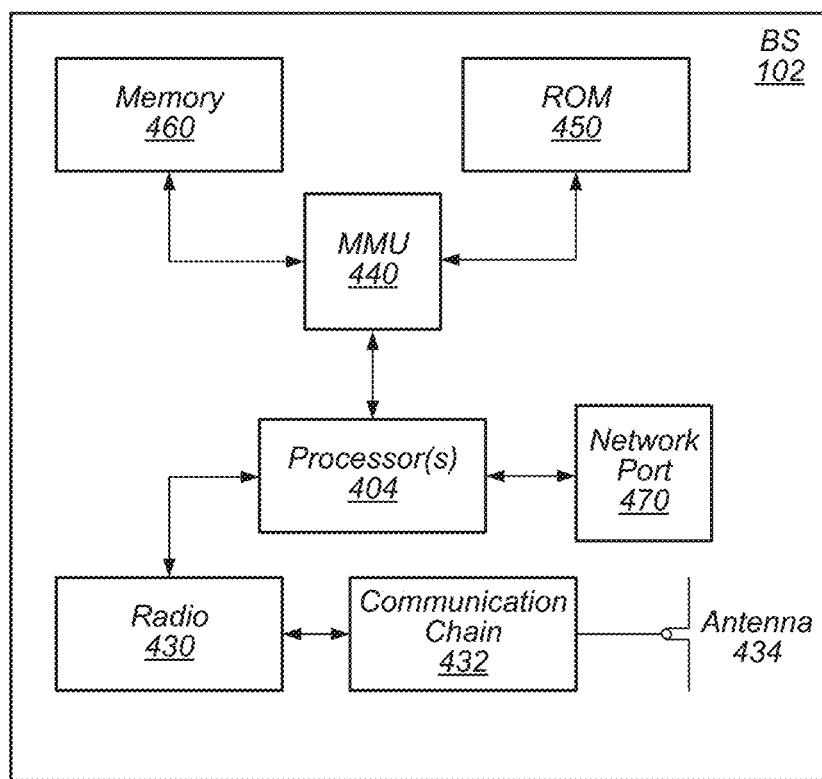 BS
102
Memory
460
ROM
450
MMU
440
Processor(s)
404
Network
Port
470
Radio
430
Communication
Chain
432
Antenna
434